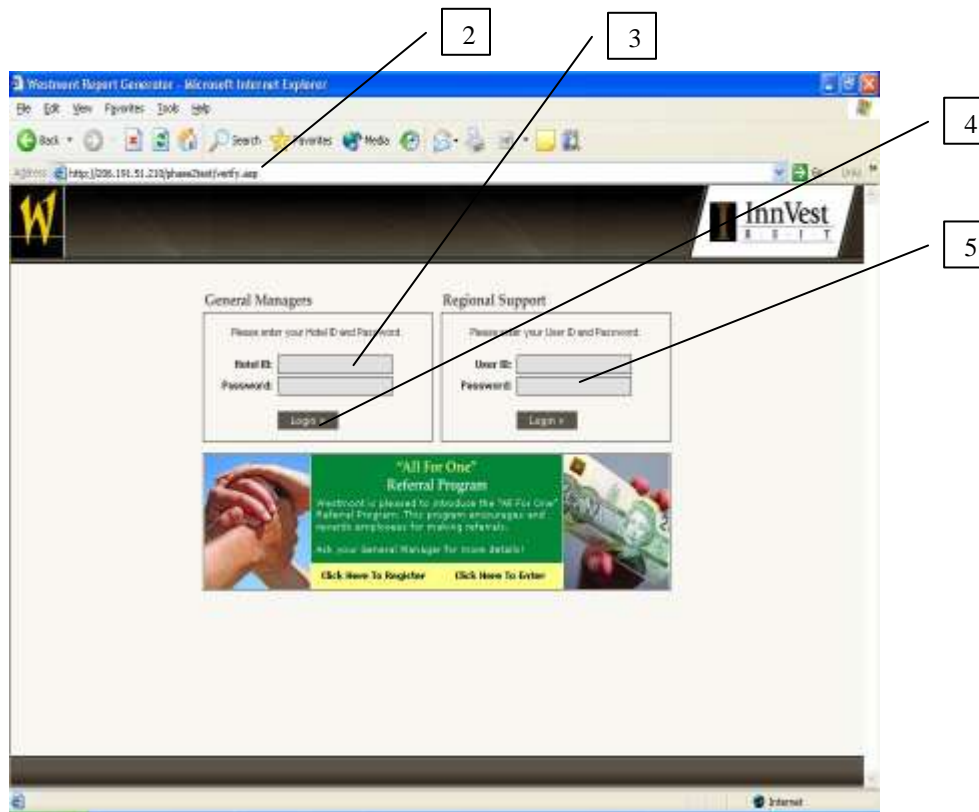 2
3
Westmont Report Generator - Microsoft Internet Explorer
File Edit View Favorites Tools Help
4
Back Search Favorites Media
Address http://206.191.51.210/phase2test/verify.asp Go Links
W
InnVest
R · E · I · T
5
General Managers
Regional Support
Please enter your Hotel ID and Password.
Please enter your User ID and Password.
Hotel ID:
User ID:
Password:
Password:
Login >
Login >
"All For One"
Referral Program
Westmont is pleased to introduce the "All For One"
Referral Program. This program encourages and
rewards employees for making referrals.
Ask your General Manager for more details!
Click Here To Register
Click Here To Enter
Internet